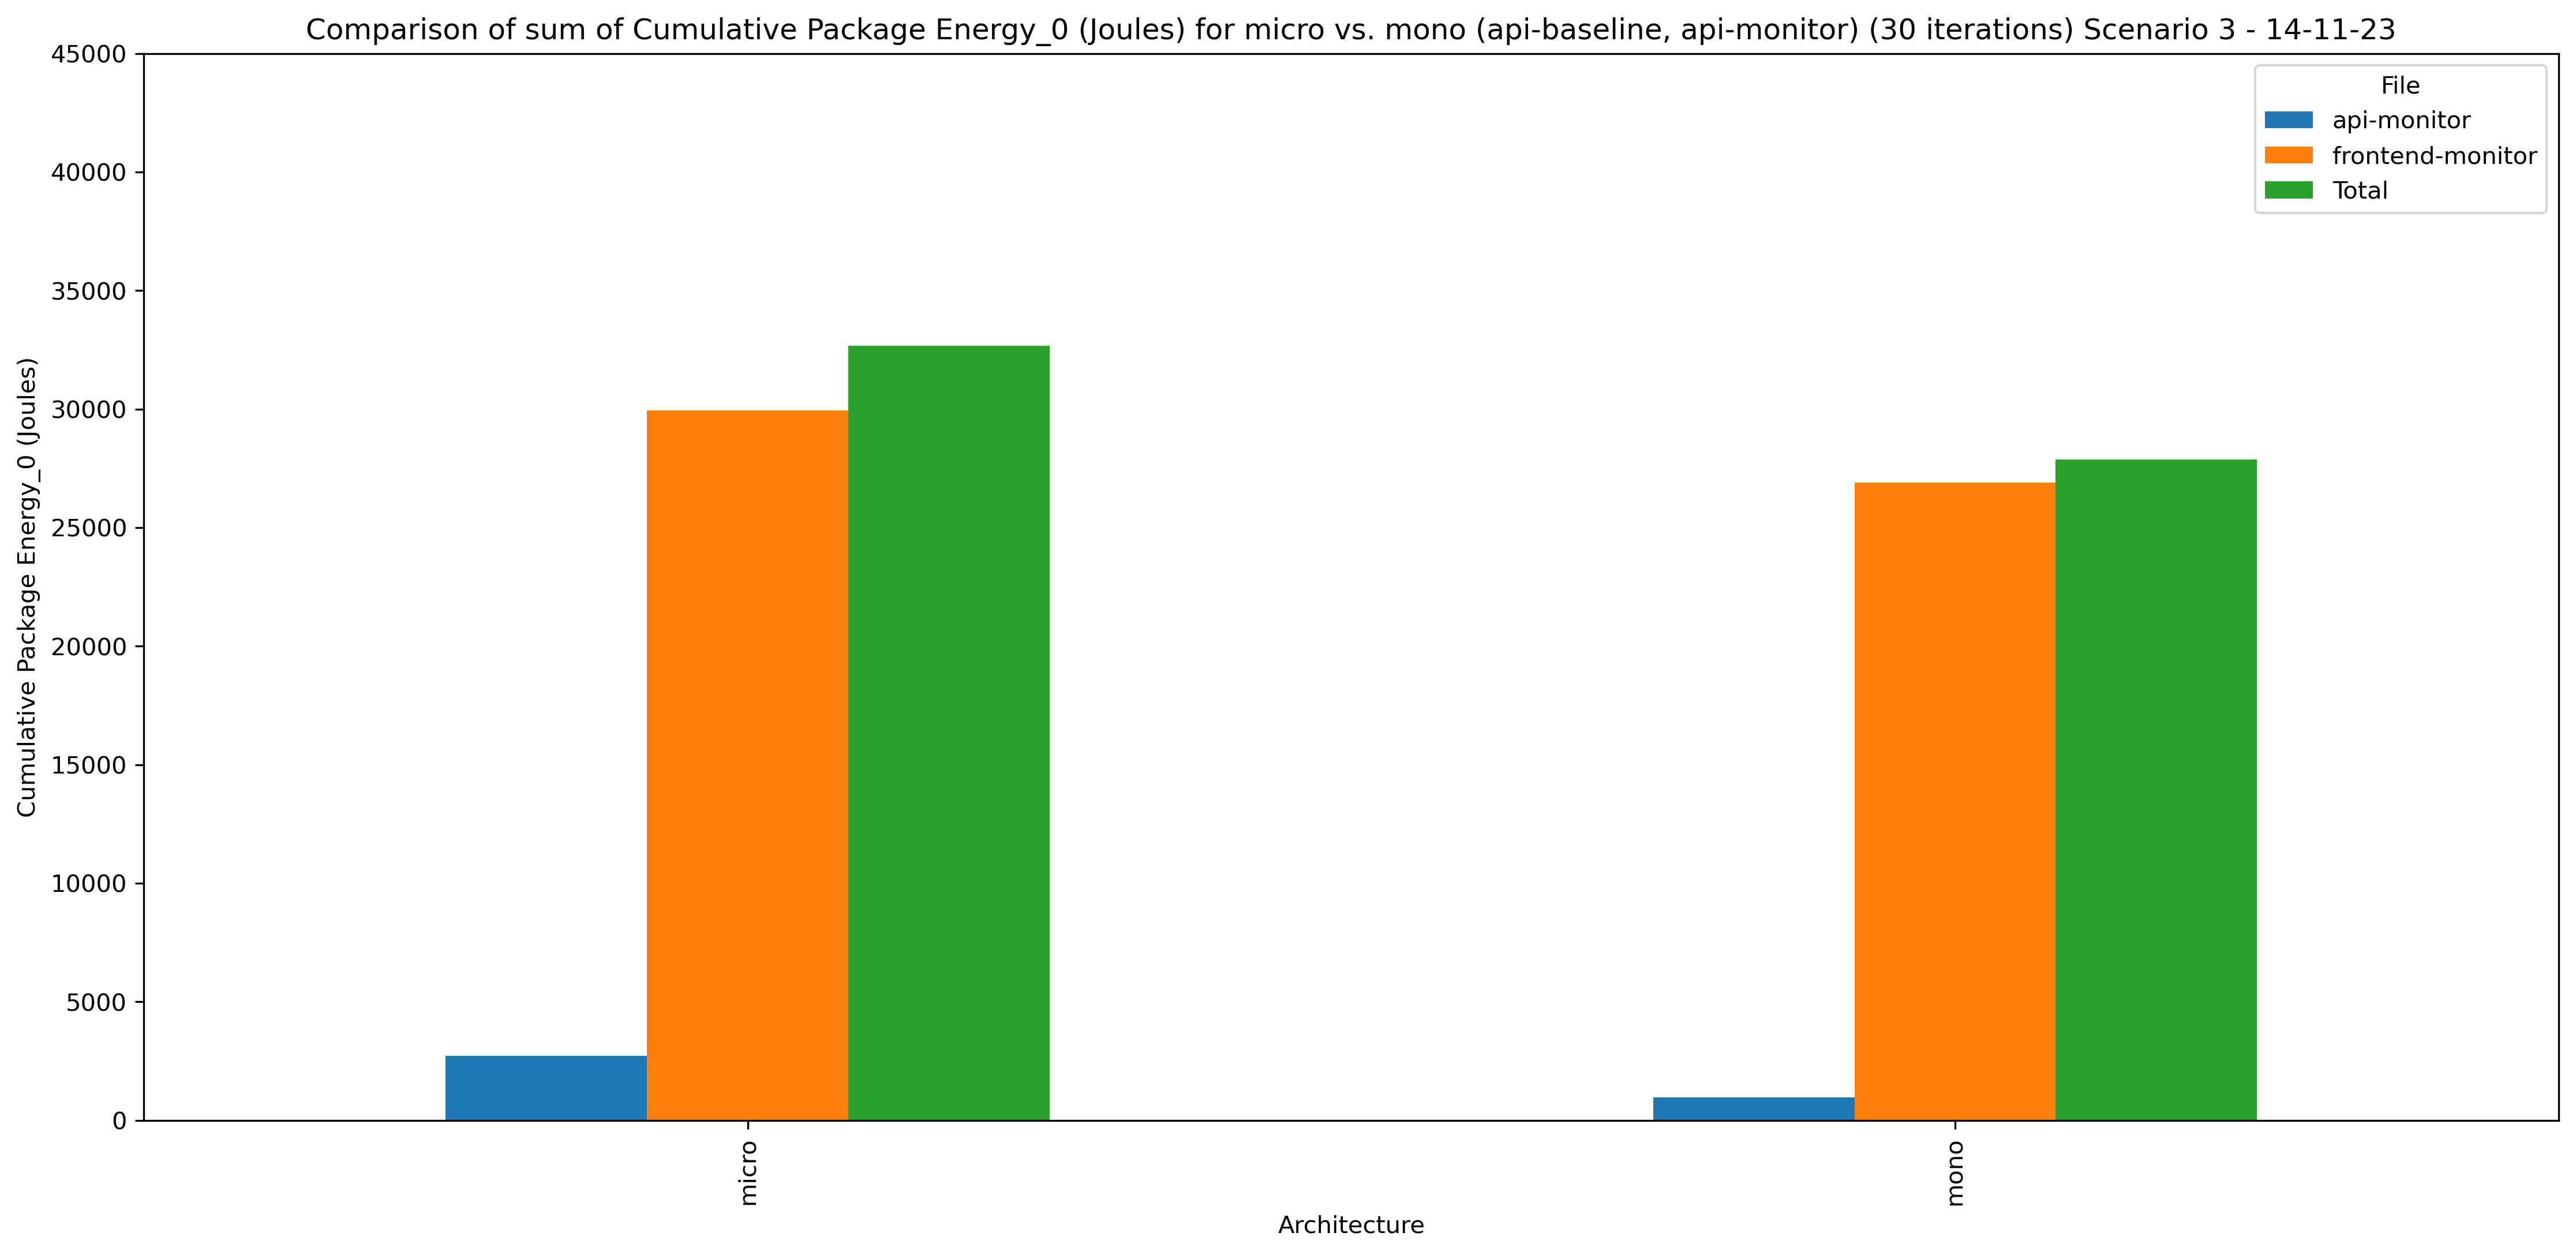 Comparison of sum of Cumulative Package Energy_0 (Joules) for micro vs. mono (api-baseline, api-monitor) (30 iterations) Scenario 3 - 14-11-23
File
api-monitor
frontend-monitor
Total
Cumulative Package Energy_0 (Joules)
45000
40000
35000
30000
25000
20000
15000
10000
5000
0
micro
mono
Architecture